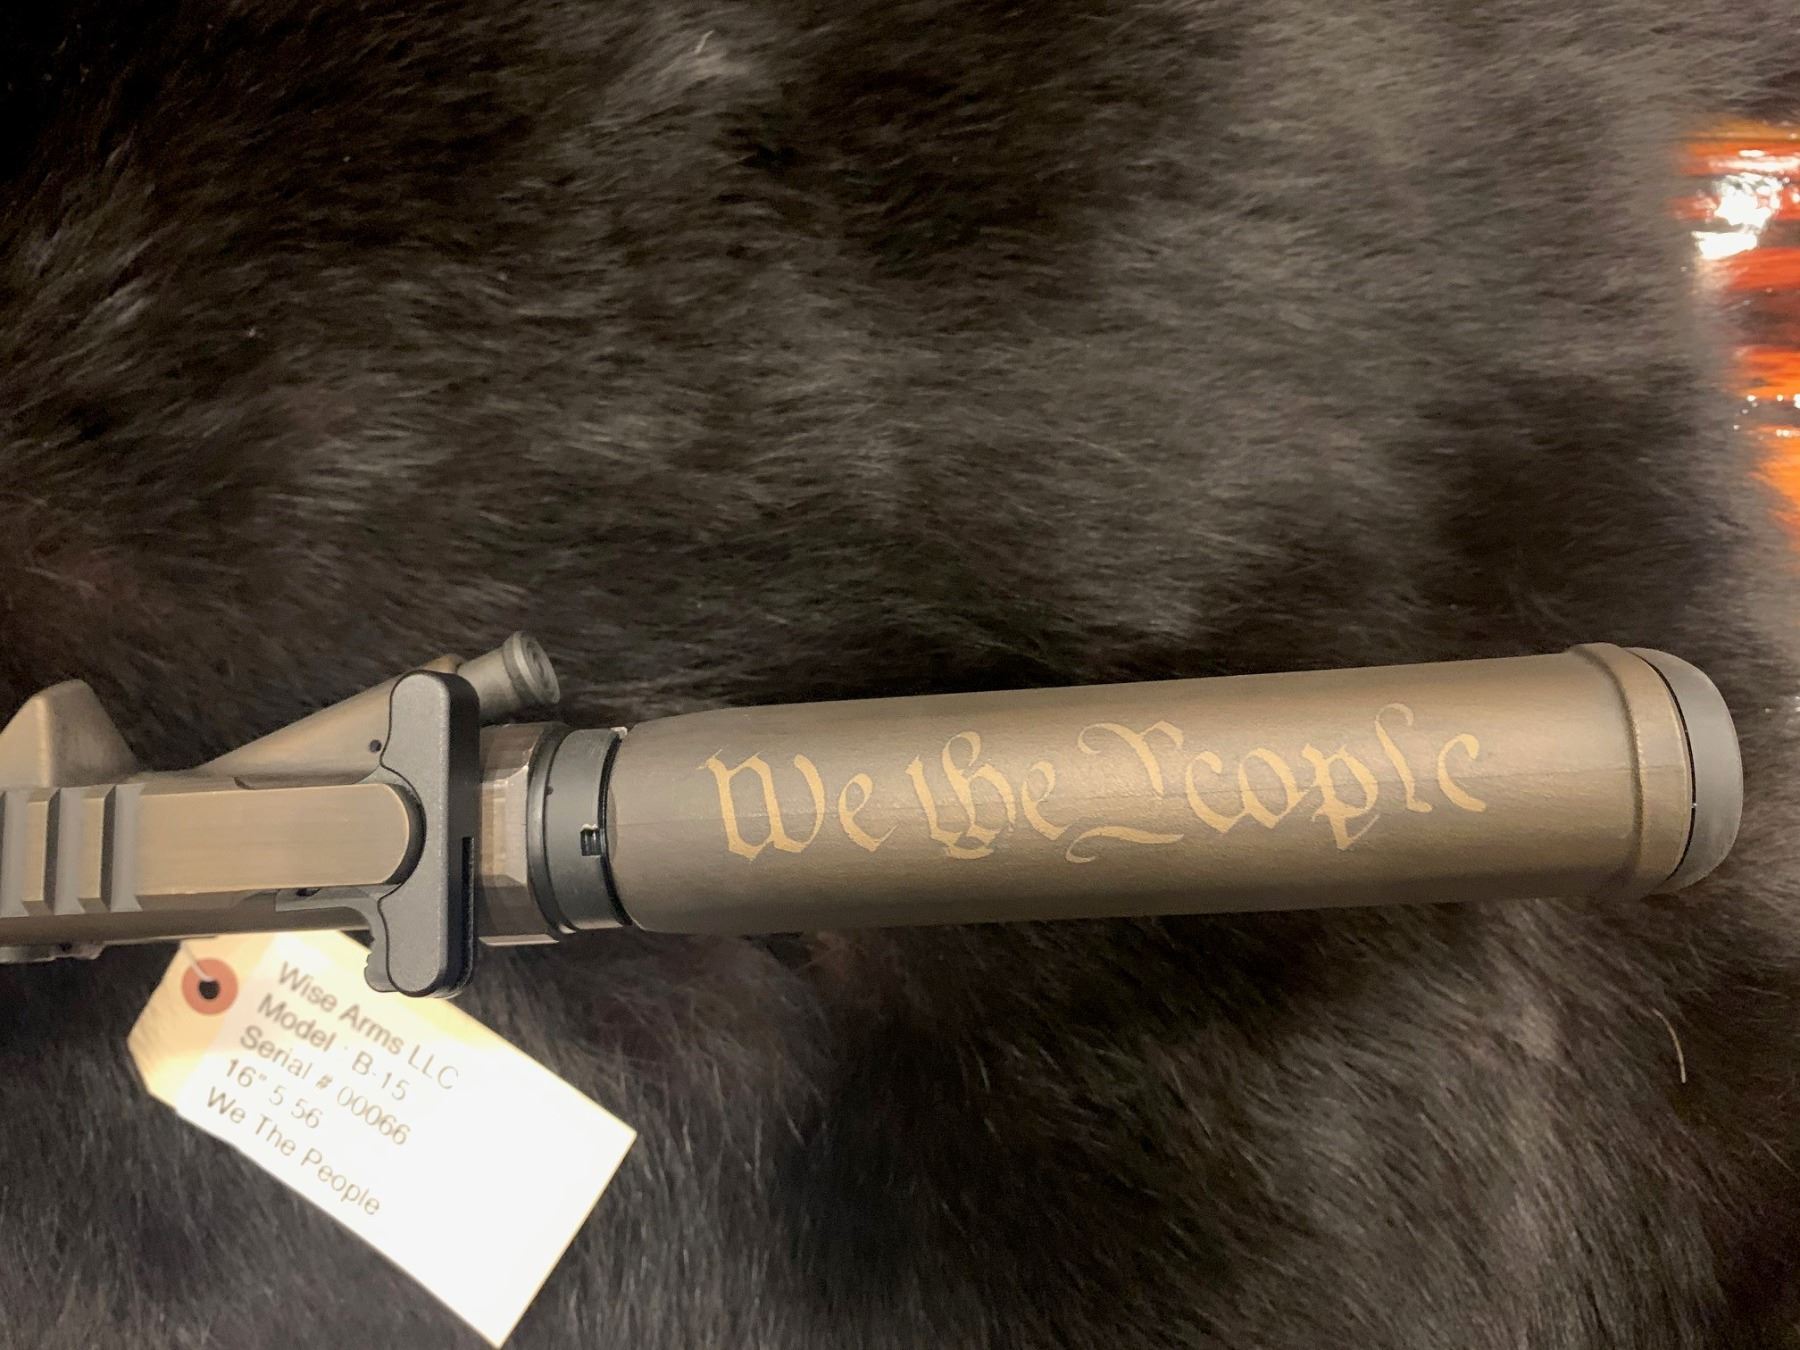 We the People
Wise Arms LLC
Model : B-15
Serial # 00066
16" 5 56
We The People